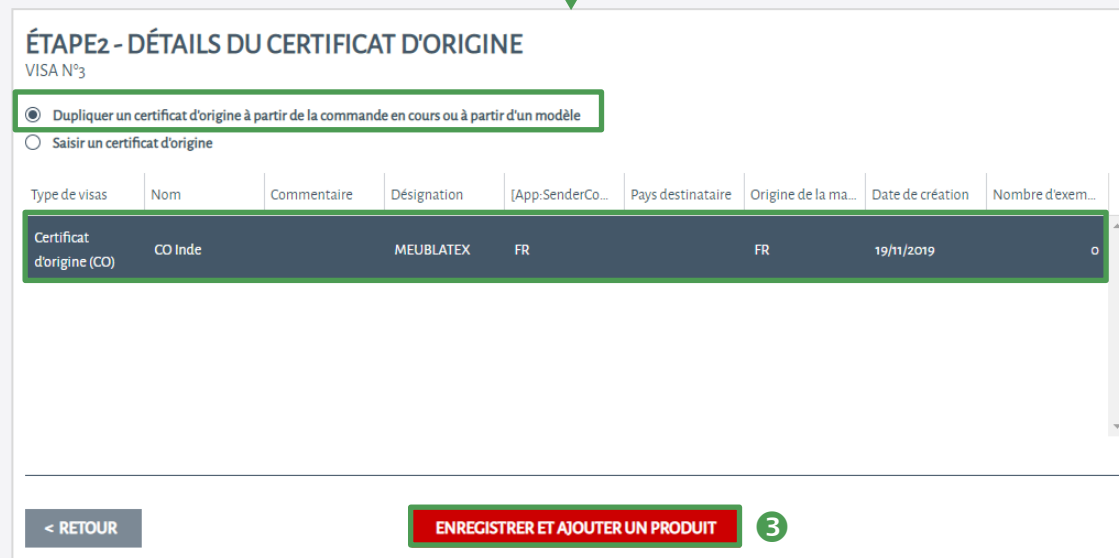 ÉTAPE2 - DÉTAILS DU CERTIFICAT D'ORIGINE
VISA N°3
Dupliquer un certificat d'origine à partir de la commande en cours ou à partir d'un modèle
Saisir un certificat d'origine
Type de visas Nom Commentaire Désignation [App:SenderCo... Pays destinataire Origine de la ma... Date de création Nombre d'exem...
Certificat
d'origine (CO) CO Inde MEUBLATEX FR FR 19/11/2019 0
< RETOUR ENREGISTRER ET AJOUTER UN PRODUIT 3